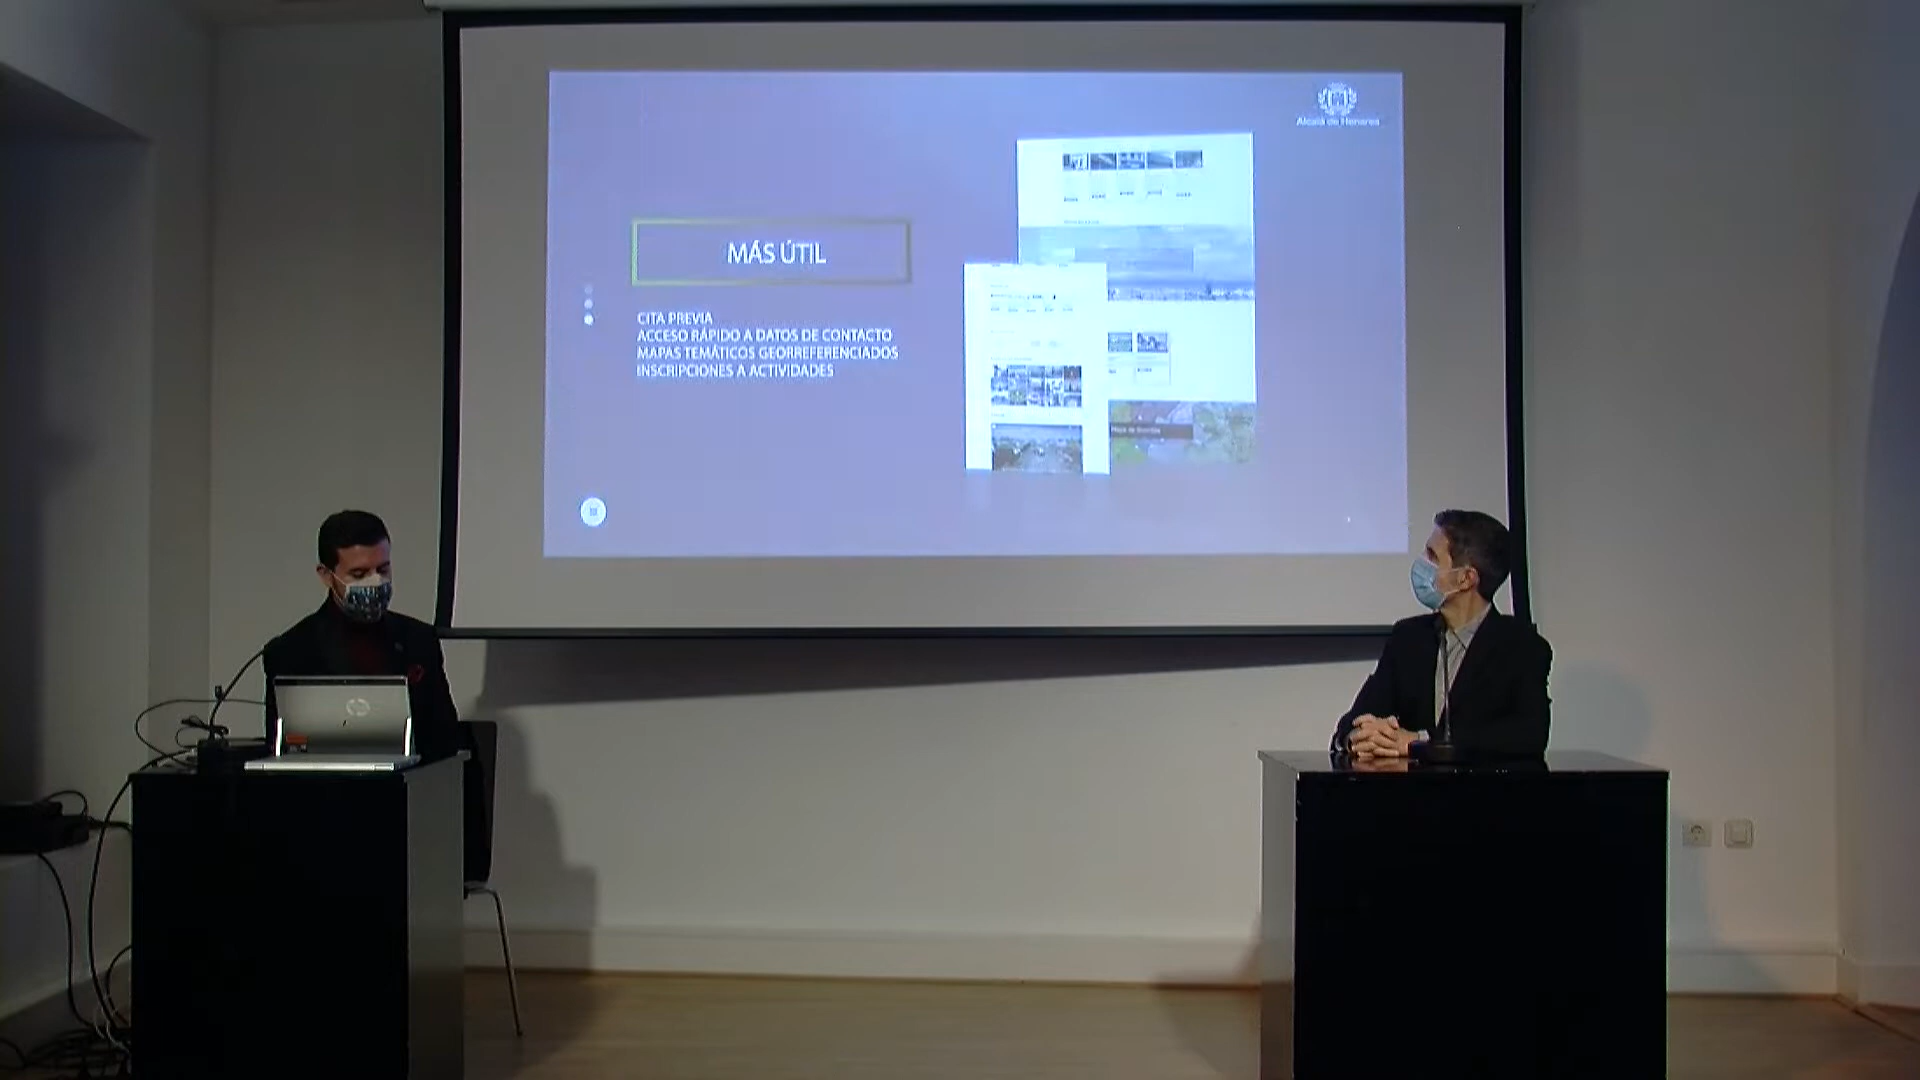 Alcalá de Henares
MÁS ÚTIL
CITA PREVIA
ACCESO RÁPIDO A DATOS DE CONTACTO
MAPAS TEMÁTICOS GEORREFERENCIADOS
INSCRIPCIONES A ACTIVIDADES